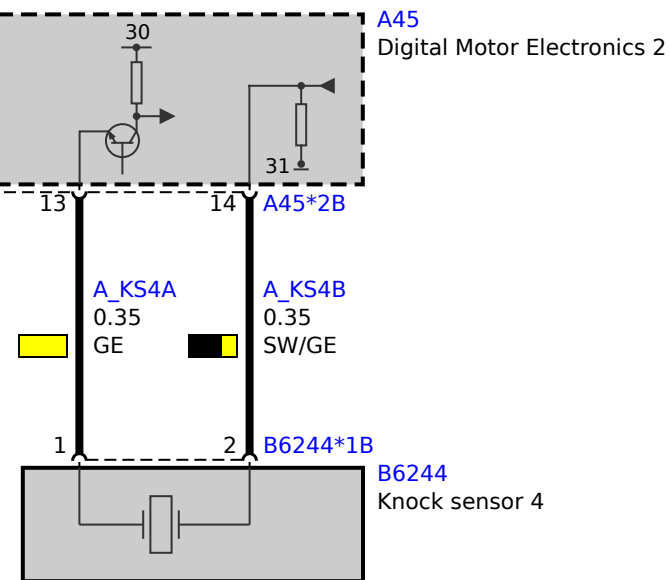 A45
Digital Motor Electronics 2
30
31
13
14
A45*2B
A_KS4A
0.35
GE
A_KS4B
0.35
SW/GE
1
2
B6244*1B
B6244
Knock sensor 4